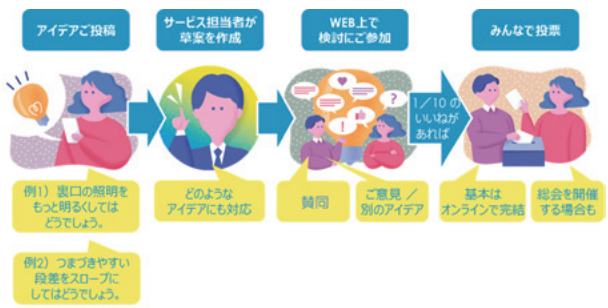 アイデアご投稿
サービス担当者が
草案を作成
WEB上で
検討にご参加
みんなで投票
1／10の
いいねが
あれば
?
!
例1）裏口の照明を
もっと明るくしては
どうでしょう。
例2）つまづきやすい
段差をスロープに
してはどうでしょう。
どのような
アイデアにも対応
賛同
ご意見／
別のアイデア
基本は
オンラインで完結
総会を開催
する場合も